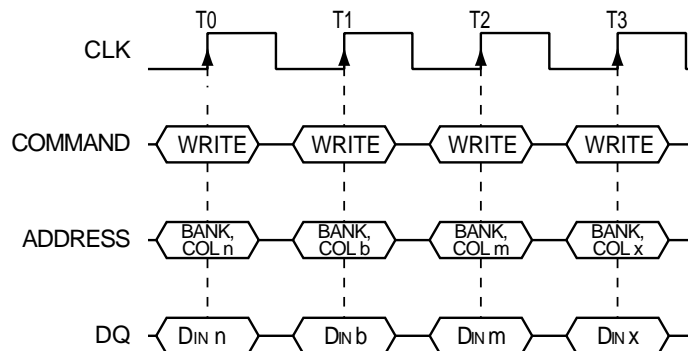 T0 T1 T2 T3
CLK
COMMAND WRITE WRITE WRITE WRITE
ADDRESS BANK, COL n BANK, COL b BANK, COL m BANK, COL x
DQ DIN n DIN b DIN m DIN x